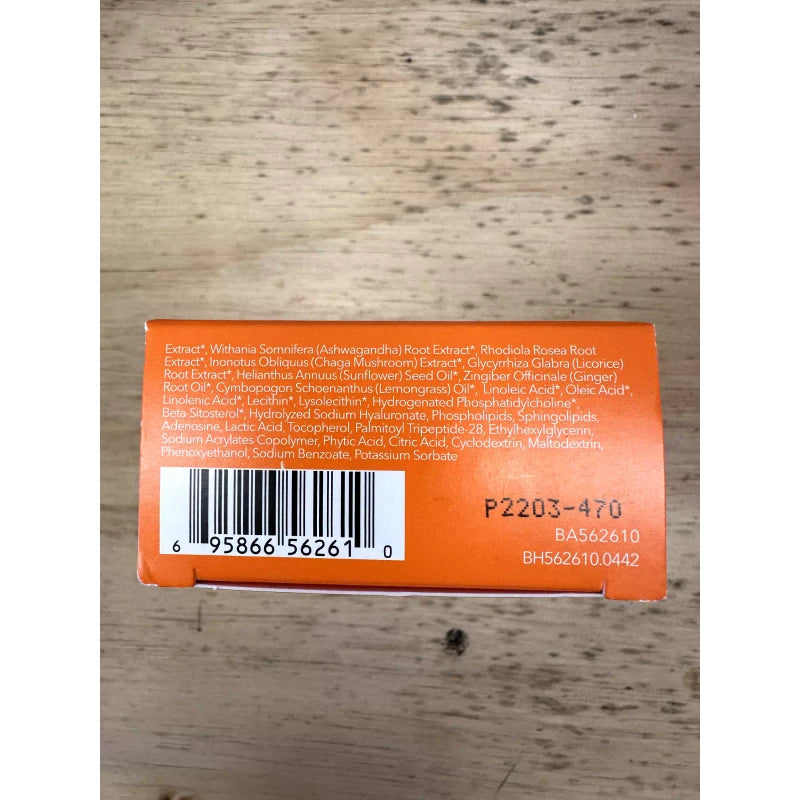 Extract*, Withania Somnifera (Ashwagandha) Root Extract*, Rhodiola Rosea Root
Extract*, Inonotus Obliquus (Chaga Mushroom) Extract*, Glycyrrhiza Glabra (Licorice)
Root Extract*, Helianthus Annuus (Sunflower) Seed Oil*, Zingiber Officinale (Ginger)
Root Oil*, Cymbopogon Schoenanthus (Lemongrass) Oil*, Linoleic Acid*, Oleic Acid*,
Linolenic Acid*, Lecithin*, Lysolecithin*, Hydrogenated Phosphatidylcholine*
Beta Sitosterol*, Hydrolyzed Sodium Hyaluronate, Phospholipids, Sphingolipids,
Adenosine, Lactic Acid, Tocopherol, Palmitoyl Tripeptide-28, Ethylhexylglycerin,
Sodium Acrylates Copolymer, Phytic Acid, Citric Acid, Cyclodextrin, Maltodextrin,
Phenoxyethanol, Sodium Benzoate, Potassium Sorbate
6 95866 56261 0
P2203-470
BA562610
BH562610.0442